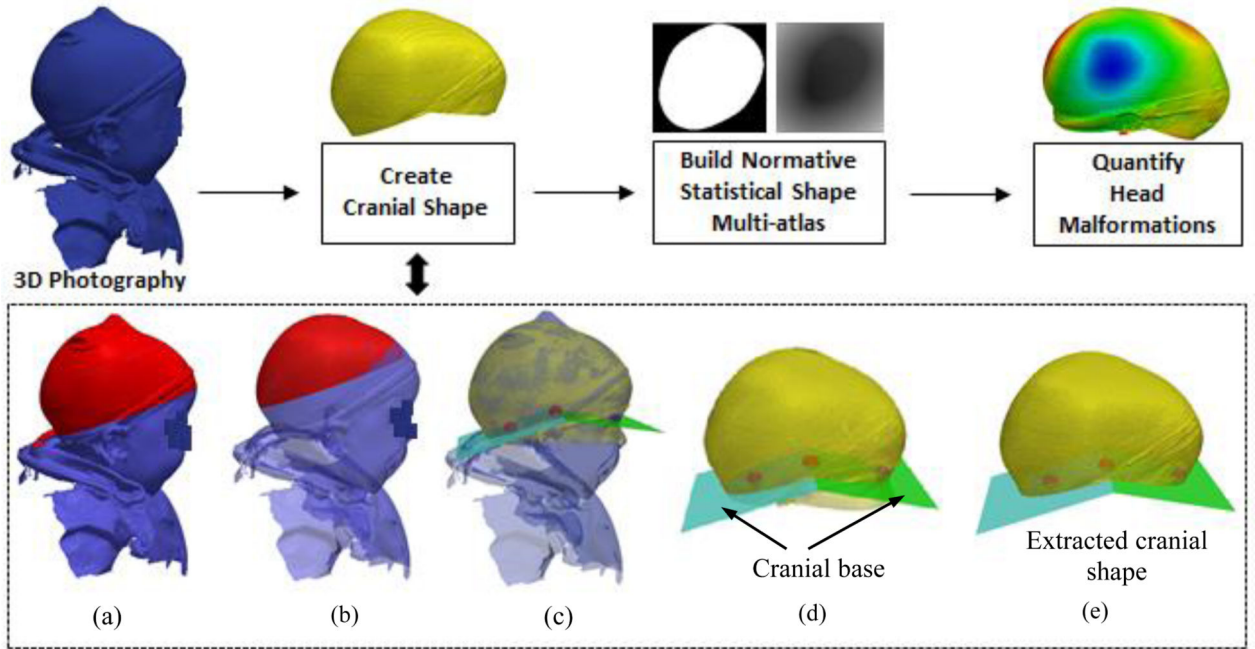 3D Photography
Create
Cranial Shape
Build Normative
Statistical Shape
Multi-atlas
Quantify
Head
Malformations
(a)
(b)
(c)
Cranial base
(d)
Extracted cranial
shape
(e)